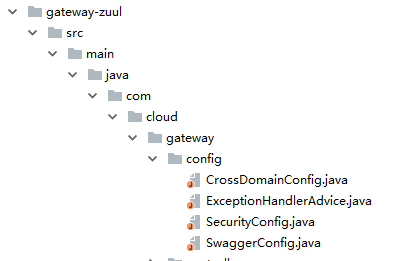 gateway-zuul
src
main
java
com
cloud
gateway
config
CrossDomainConfig.java
ExceptionHandlerAdvice.java
SecurityConfig.java
SwaggerConfig.java